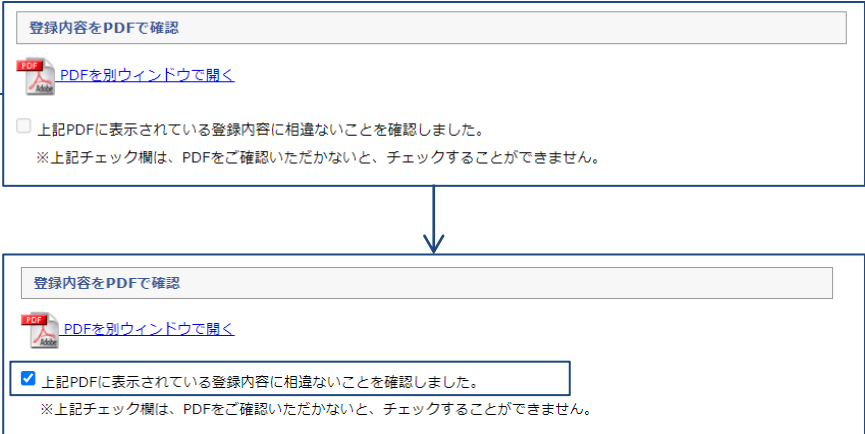 登録内容をPDFで確認
PDF
Adobe
PDFを別ウィンドウで開く
上記PDFに表示されている登録内容に相違ないことを確認しました。
※上記チェック欄は、PDFをご確認いただかないと、チェックすることができません。
登録内容をPDFで確認
PDF
Adobe
PDFを別ウィンドウで開く
上記PDFに表示されている登録内容に相違ないことを確認しました。
※上記チェック欄は、PDFをご確認いただかないと、チェックすることができません。